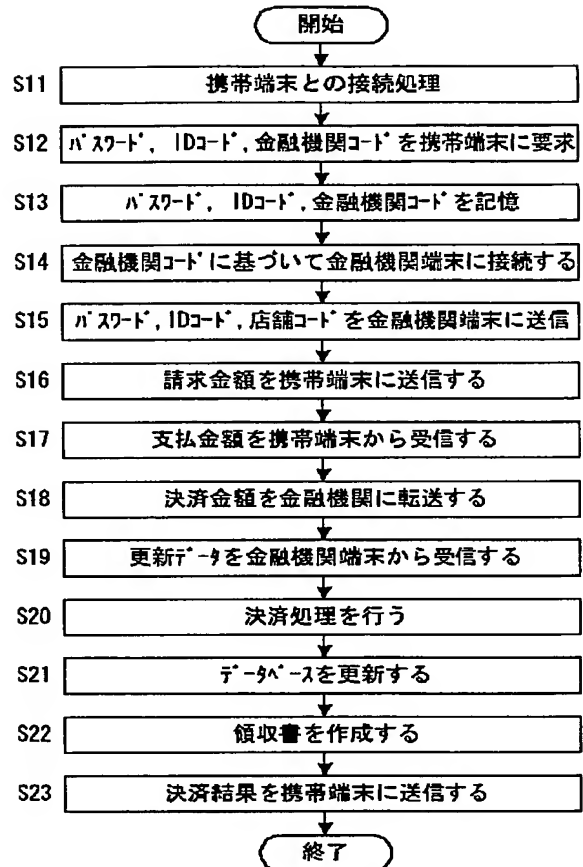 開始
S11 携帯端末との接続処理
S12 パスワード, IDコード,金融機関コードを携帯端末に要求
S13 パスワード, IDコード,金融機関コードを記憶
S14 金融機関コードに基づいて金融機関端末に接続する
S15 パスワード,IDコード,店舗コードを金融機関端末に送信
S16 請求金額を携帯端末に送信する
S17 支払金額を携帯端末から受信する
S18 決済金額を金融機関に転送する
S19 更新データを金融機関端末から受信する
S20 決済処理を行う
S21 データベースを更新する
S22 領収書を作成する
S23 決済結果を携帯端末に送信する
終了